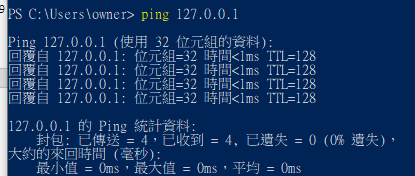 PS C:\Users\owner> ping 127.0.0.1
Ping 127.0.0.1 (使用 32 位元組的資料):
回覆自 127.0.0.1: 位元組=32 時間<1ms TTL=128
回覆自 127.0.0.1: 位元組=32 時間<1ms TTL=128
回覆自 127.0.0.1: 位元組=32 時間<1ms TTL=128
回覆自 127.0.0.1: 位元組=32 時間<1ms TTL=128
127.0.0.1 的 Ping 統計資料:
封包: 已傳送 = 4，已收到 = 4, 已遺失 = 0 (0% 遺失)，
大約的來回時間 (毫秒):
最小值 = 0ms，最大值 = 0ms，平均 = 0ms